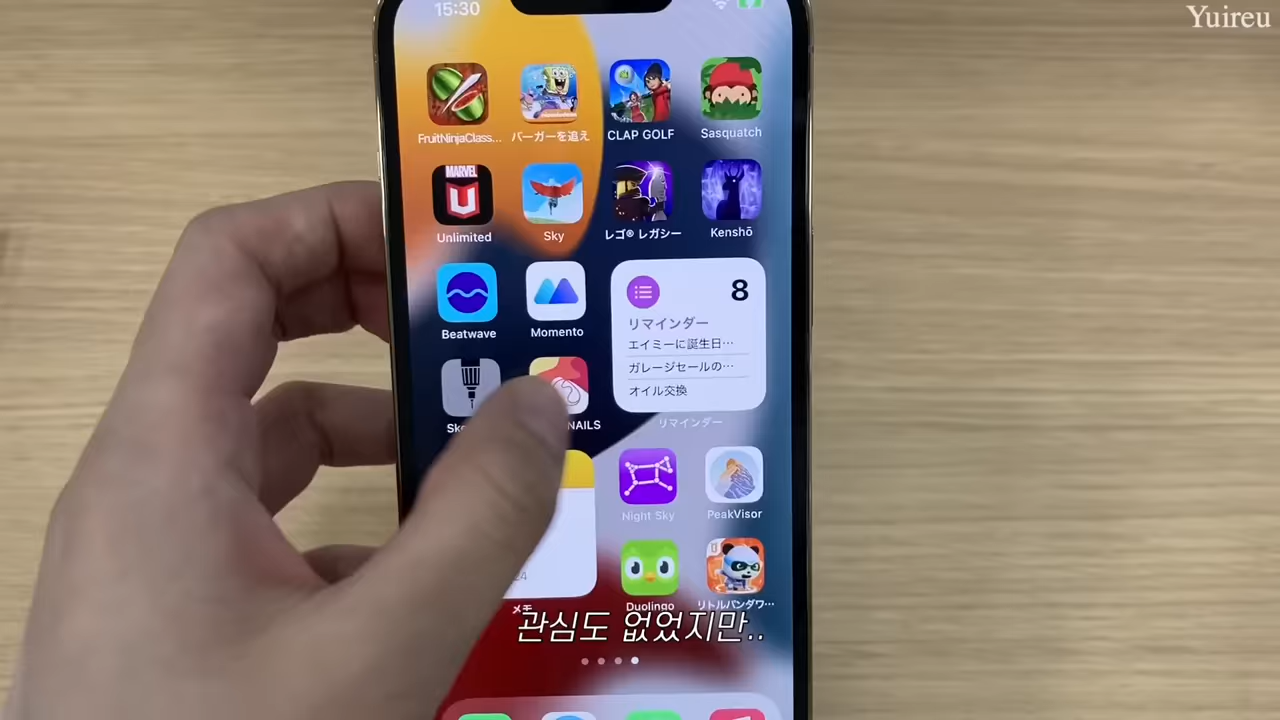 Yuireu
15:30
FruitNinjaClass...
バーガーを追え
CLAP GOLF
Sasquatch
MARVEL
U
Unlimited
Sky
レゴ® レガシー
Kenshō
Beatwave
Momento
8
リマインダー
エイミーに誕生日…
ガレージセールの…
オイル交換
リマインダー
NAILS
Night Sky
PeakVisor
メモ
Duolingo
リトルパンダワ…
관심도 없었지만..